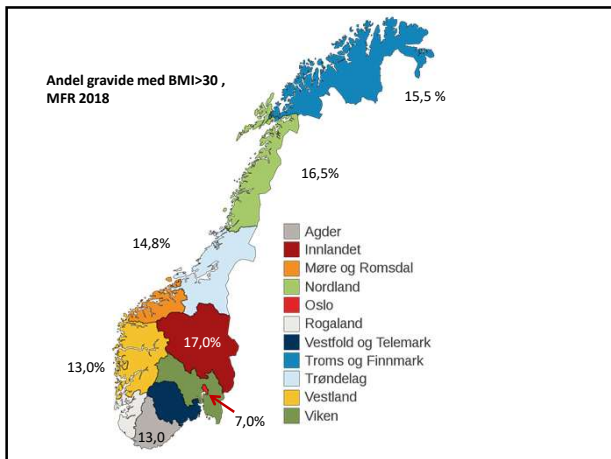 Andel gravide med BMI>30 ,
MFR 2018
15,5 %
16,5%
14,8%
Agder
Innlandet
Møre og Romsdal
Nordland
Oslo
Rogaland
Vestfold og Telemark
Troms og Finnmark
Trøndelag
Vestland
Viken
17,0%
13,0%
7,0%
13,0